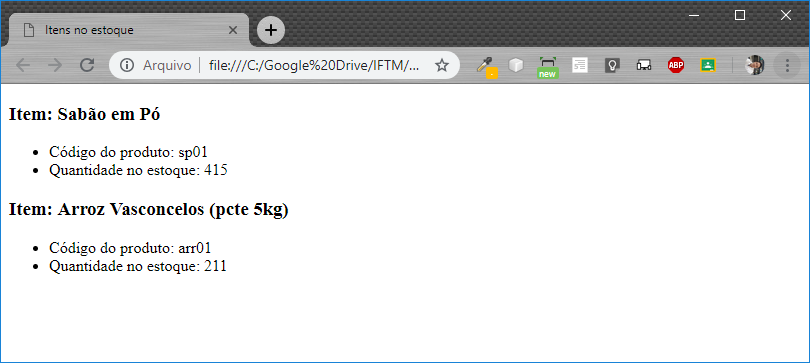 Itens no estoque
Arquivo file:///C:/Google%20Drive/IFTM/...
new
ABP
Item: Sabão em Pó
Código do produto: sp01
Quantidade no estoque: 415
Item: Arroz Vasconcelos (pcte 5kg)
Código do produto: arr01
Quantidade no estoque: 211